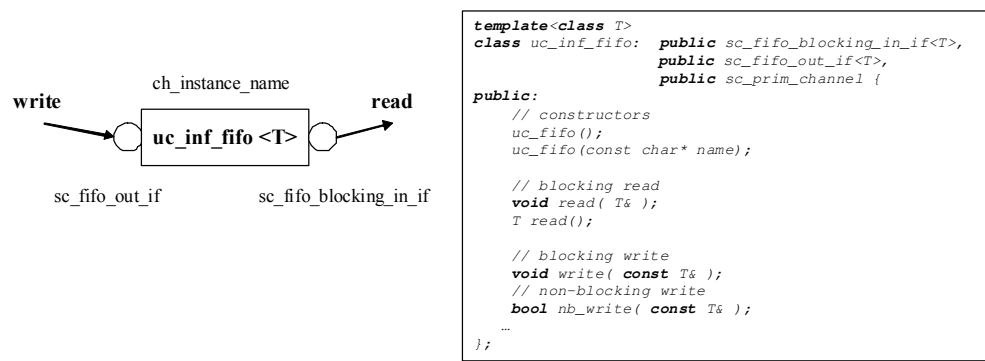 ch_instance_name
write
read
uc_inf_fifo <T>
sc_fifo_out_if
sc_fifo_blocking_in_if
template<class T>
class uc_inf_fifo:  public sc_fifo_blocking_in_if<T>,
public sc_fifo_out_if<T>,
public sc_prim_channel {
public:
// constructors
uc_fifo();
uc_fifo(const char* name);
// blocking read
void read( T& );
T read();
// blocking write
void write( const T& );
// non-blocking write
bool nb_write( const T& );
…
};